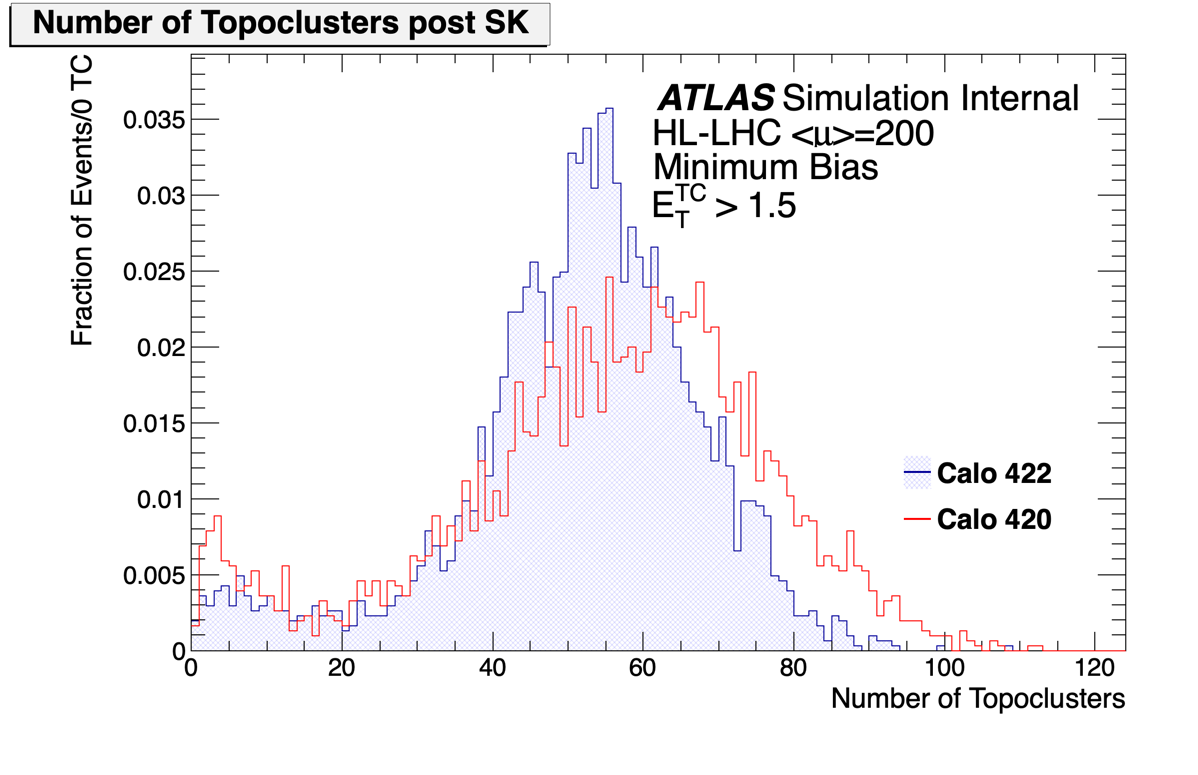 Number of Topoclusters post SK
Fraction of Events/0 TC
0.035
0.03
0.025
0.02
0.015
0.01
0.005
0
ATLAS Simulation Internal
HL-LHC <μ>=200
Minimum Bias
E_T^TC > 1.5
Calo 422
Calo 420
0 20 40 60 80 100 120
Number of Topoclusters